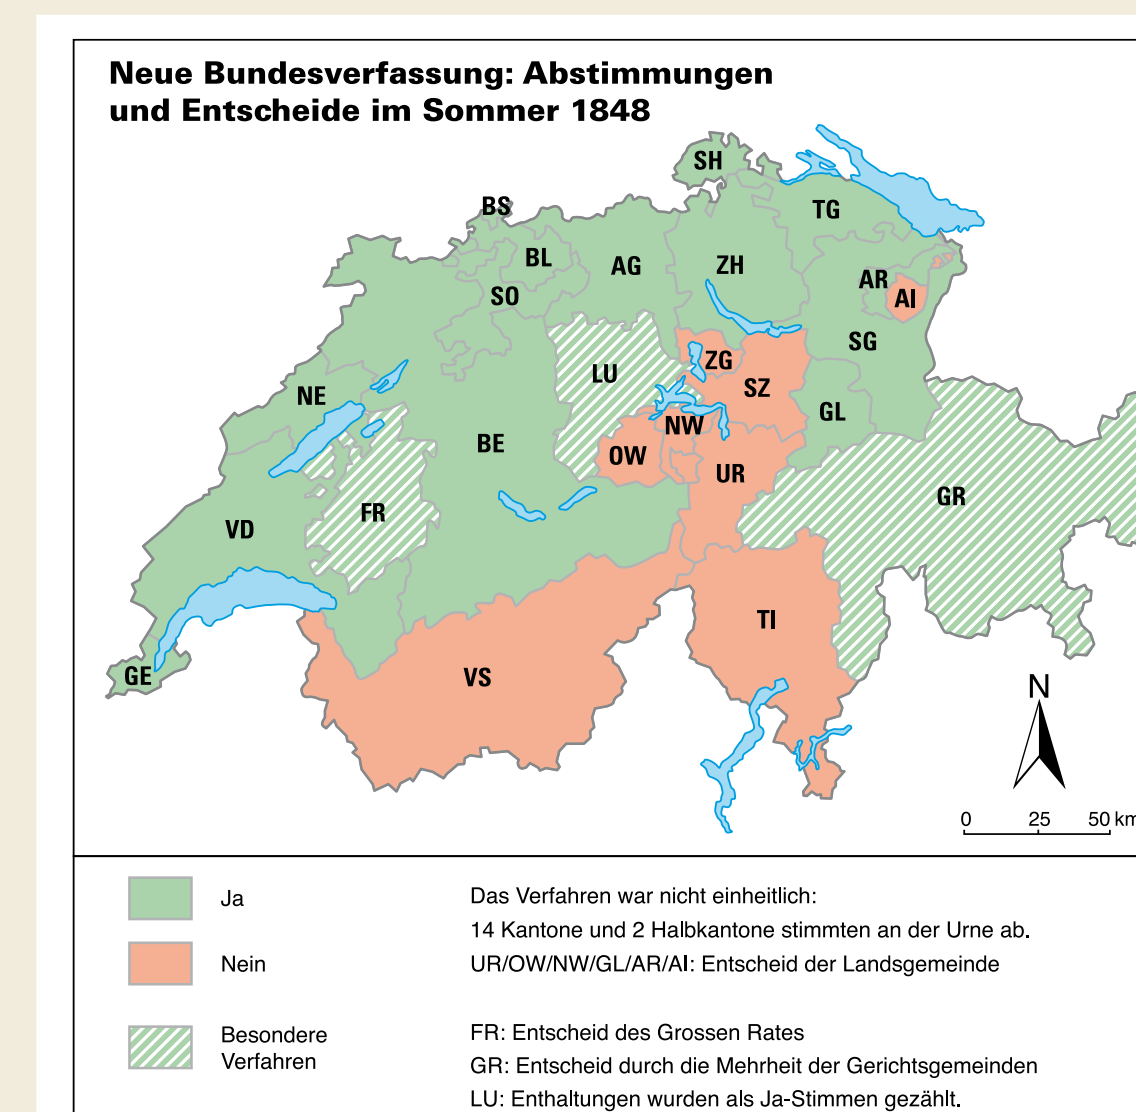 Neue Bundesverfassung: Abstimmungen
und Entscheide im Sommer 1848
SH
BS
TG
BL
AG
ZH
SO
AR
AI
SG
LU
ZG
SZ
NE
GL
NW
BE
OW
UR
GR
FR
VD
TI
GE
VS
N
0 25 50 km
Ja
Nein
Besondere
Verfahren
Das Verfahren war nicht einheitlich:
14 Kantone und 2 Halbkantone stimmten an der Urne ab.
UR/OW/NW/GL/AR/AI: Entscheid der Landsgemeinde
FR: Entscheid des Grossen Rates
GR: Entscheid durch die Mehrheit der Gerichtsgemeinden
LU: Enthaltungen wurden als Ja-Stimmen gezählt.